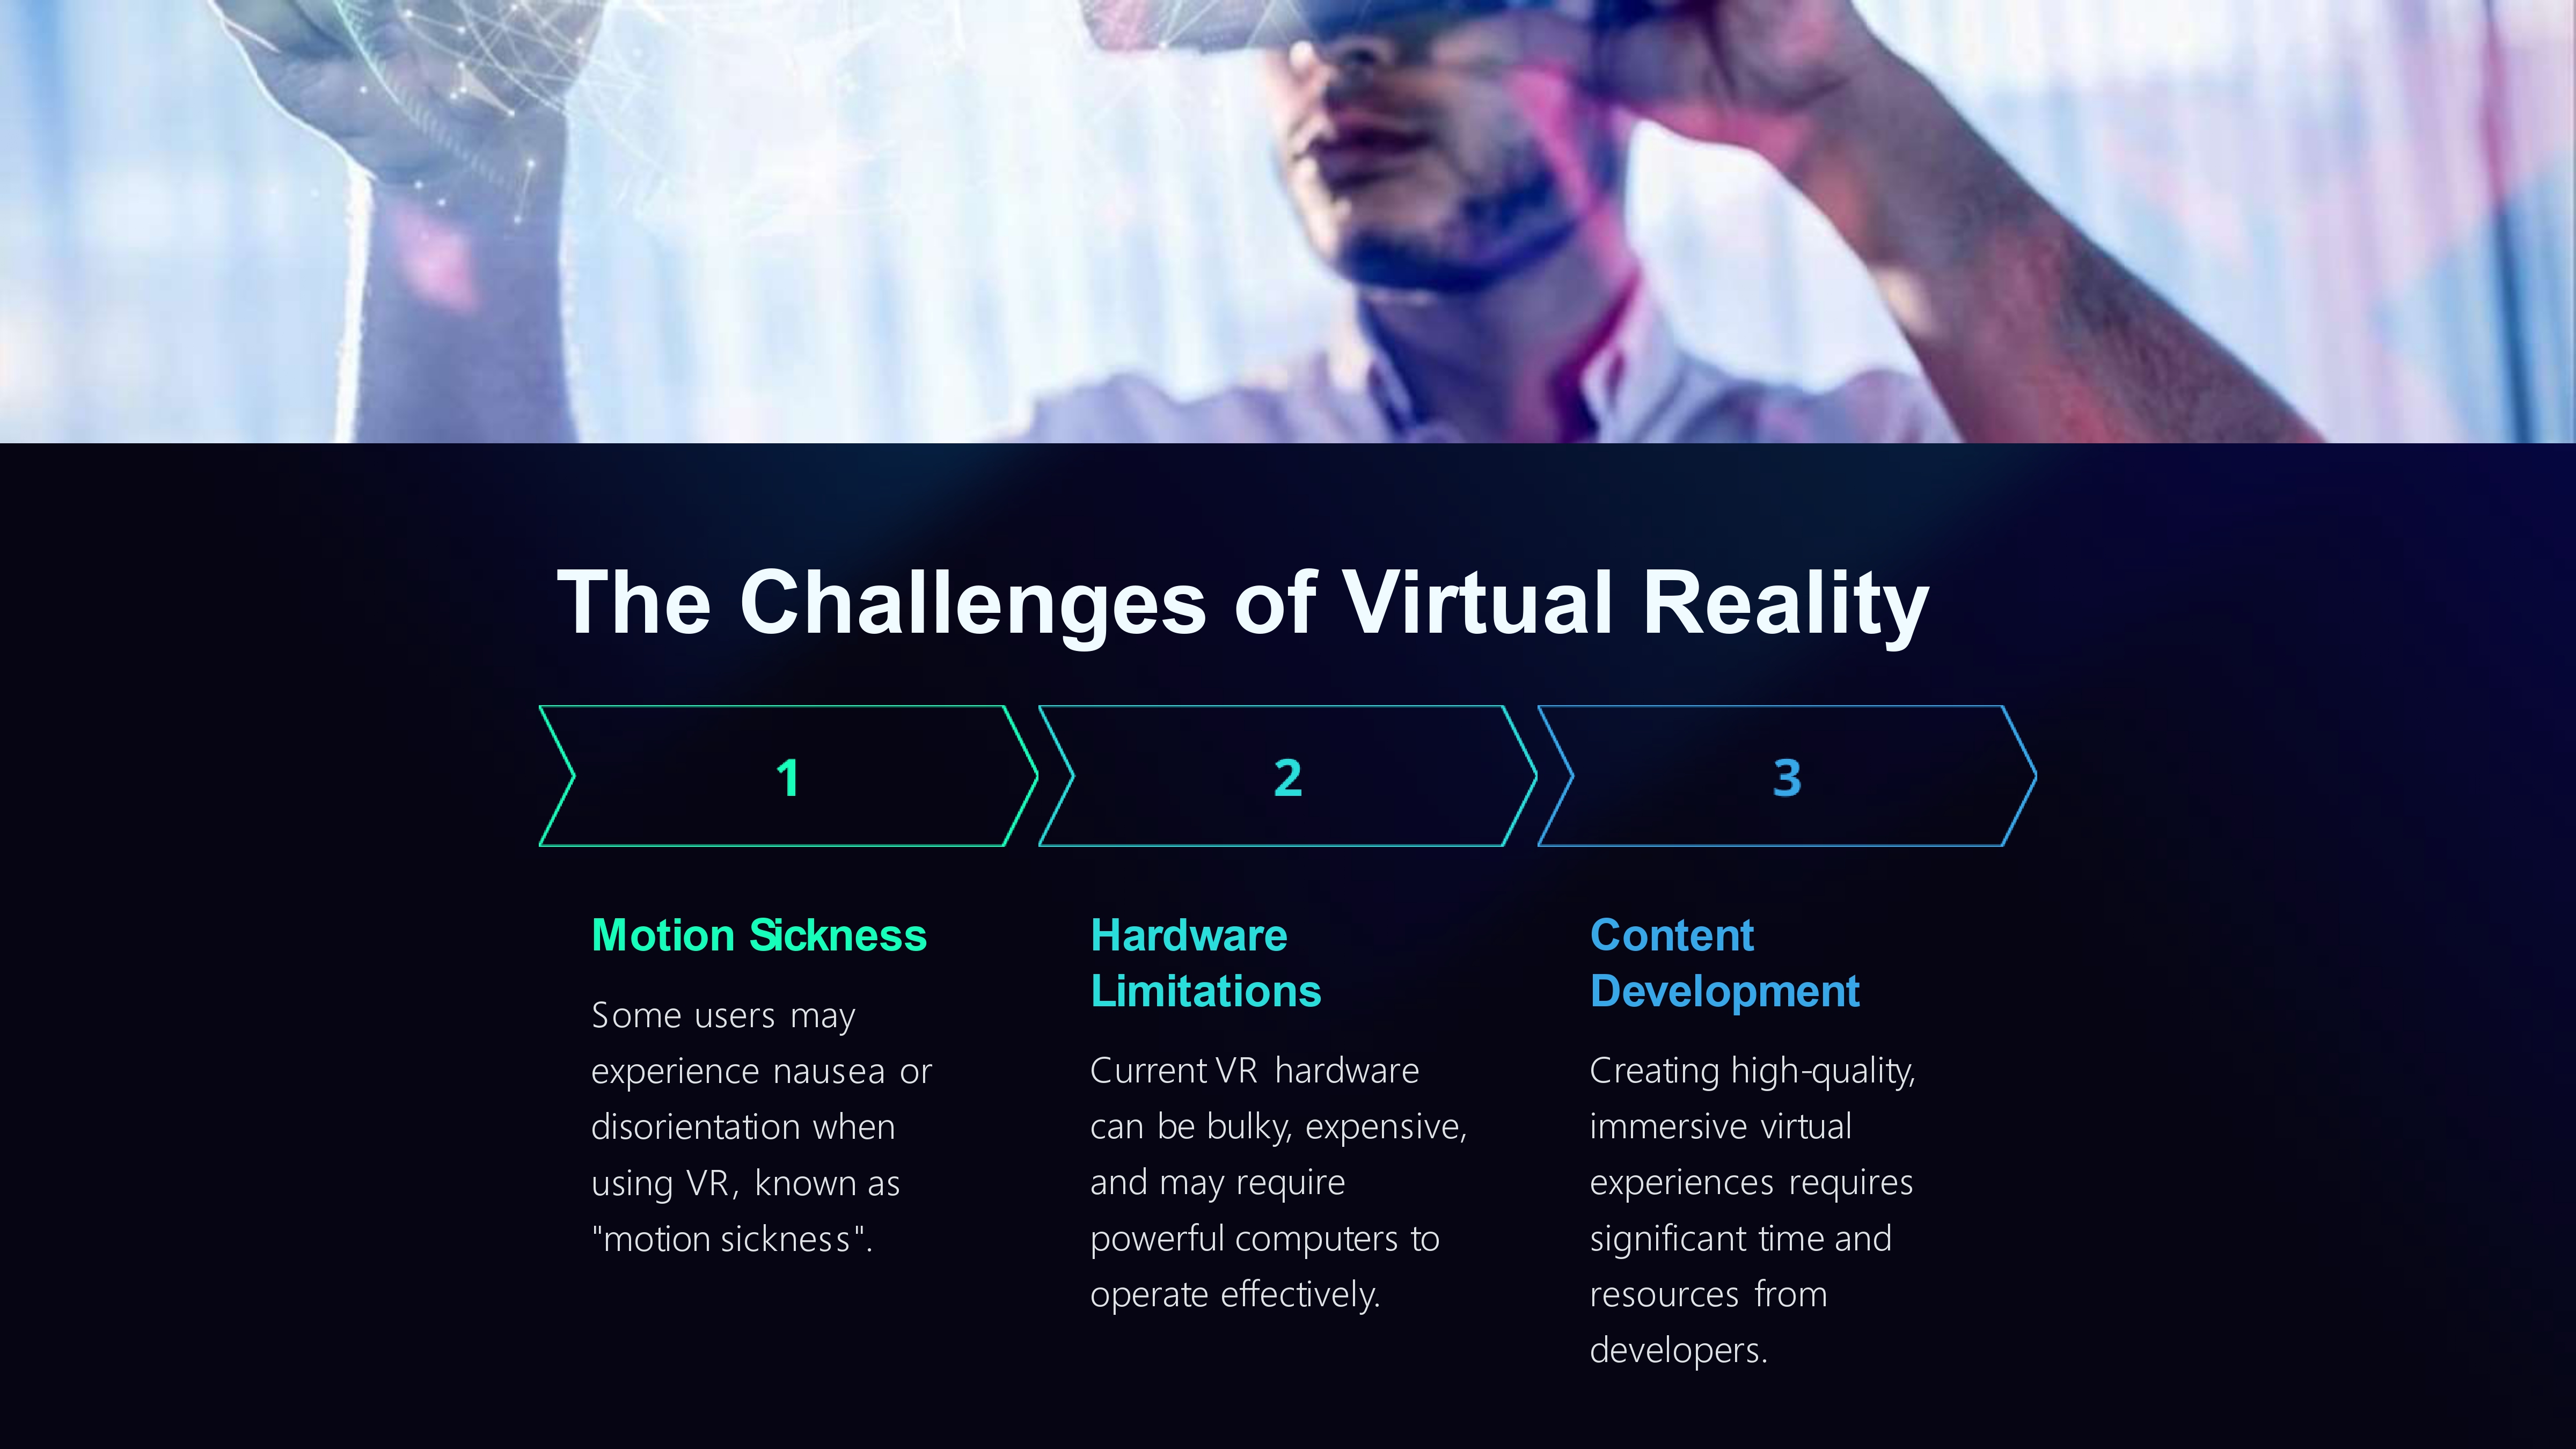 The Challenges of Virtual Reality
1
2
3
Motion Sickness
Some users may
experience nausea or
disorientation when
using VR, known as
"motion sickness".
Hardware
Limitations
Current VR hardware
can be bulky, expensive,
and may require
powerful computers to
operate effectively.
Content
Development
Creating high-quality,
immersive virtual
experiences requires
significant time and
resources from
developers.